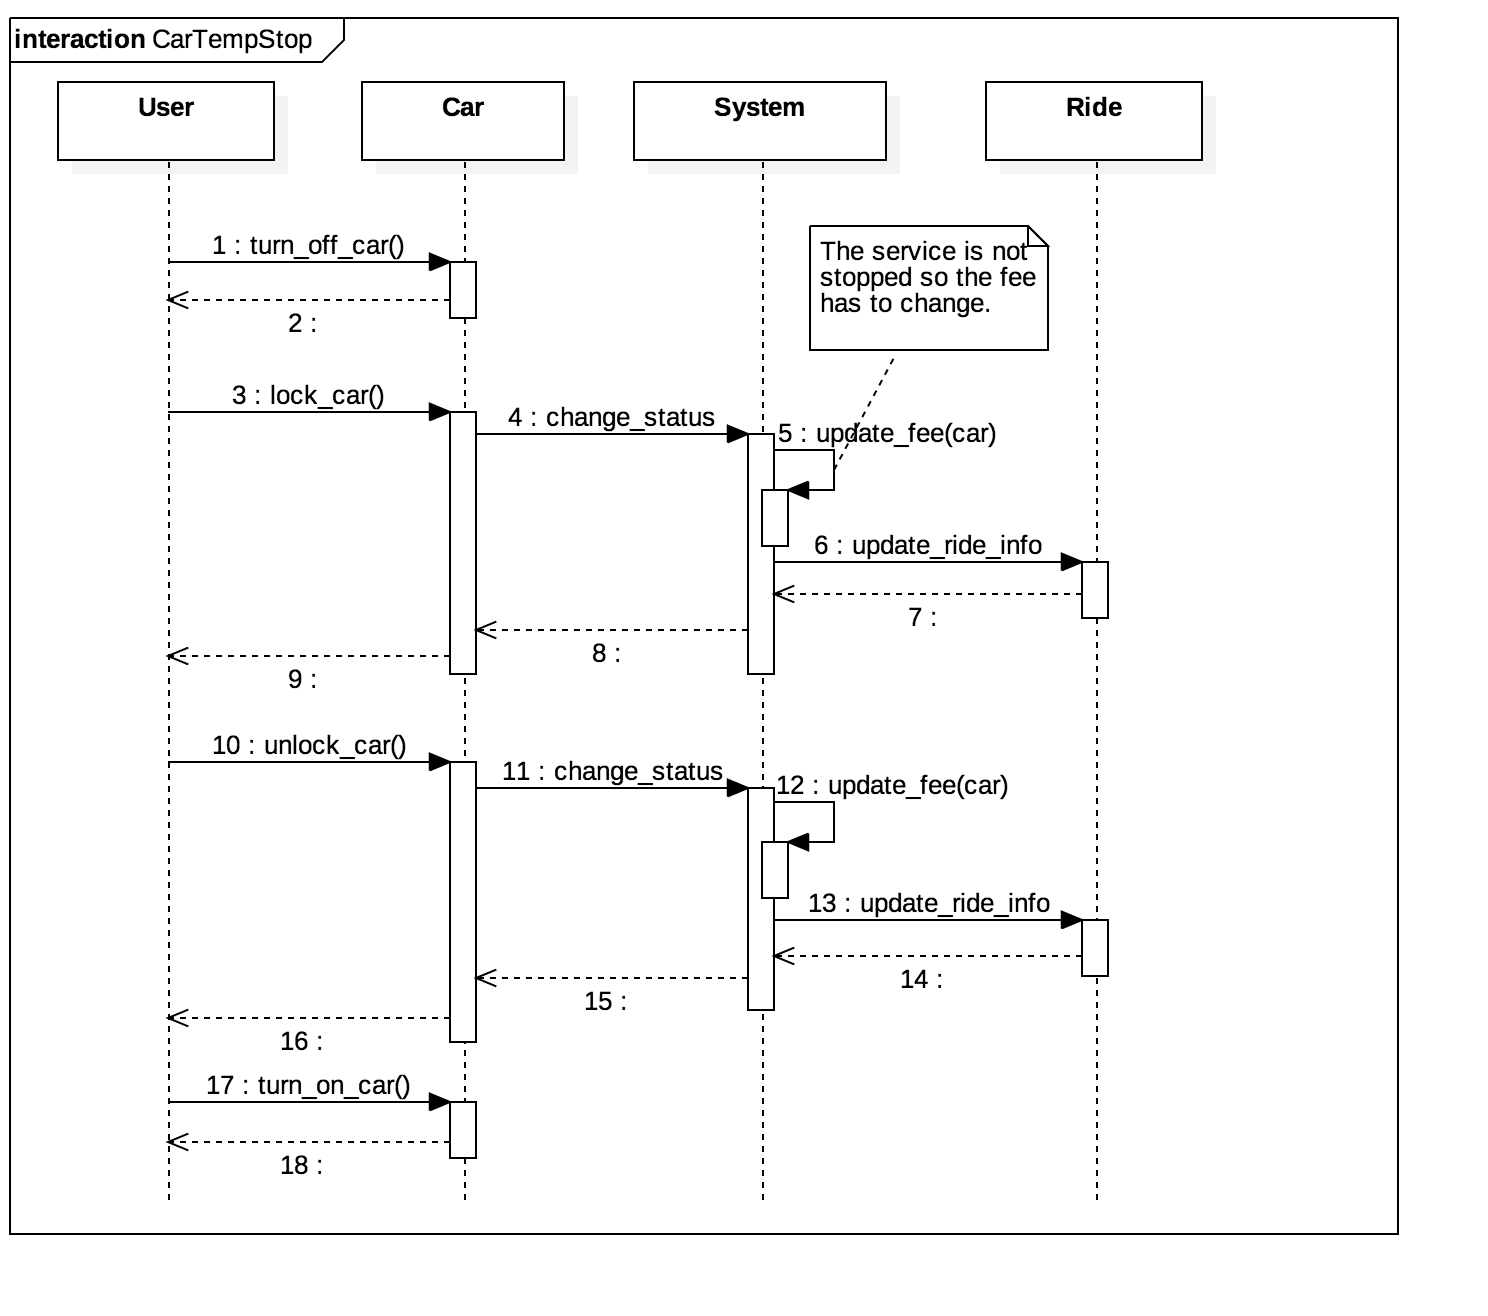 interaction CarTempStop
User
Car
System
Ride
1 : turn_off_car()
The service is not
stopped so the fee
has to change.
2 :
3 : lock_car()
4 : change_status
5 : update_fee(car)
6 : update_ride_info
7 :
8 :
9 :
10 : unlock_car()
11 : change_status
12 : update_fee(car)
13 : update_ride_info
14 :
15 :
16 :
17 : turn_on_car()
18 :